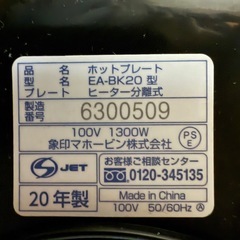 品名 ホットプレート
型名 EA-BK20 型
プレート ヒーター分離式
製造番号 6300509
100V 1300W
象印マホービン株式会社
PS E
S JET
お客様ご相談センター
0120-345135
20年製
Made in China
100V 50/60Hz A